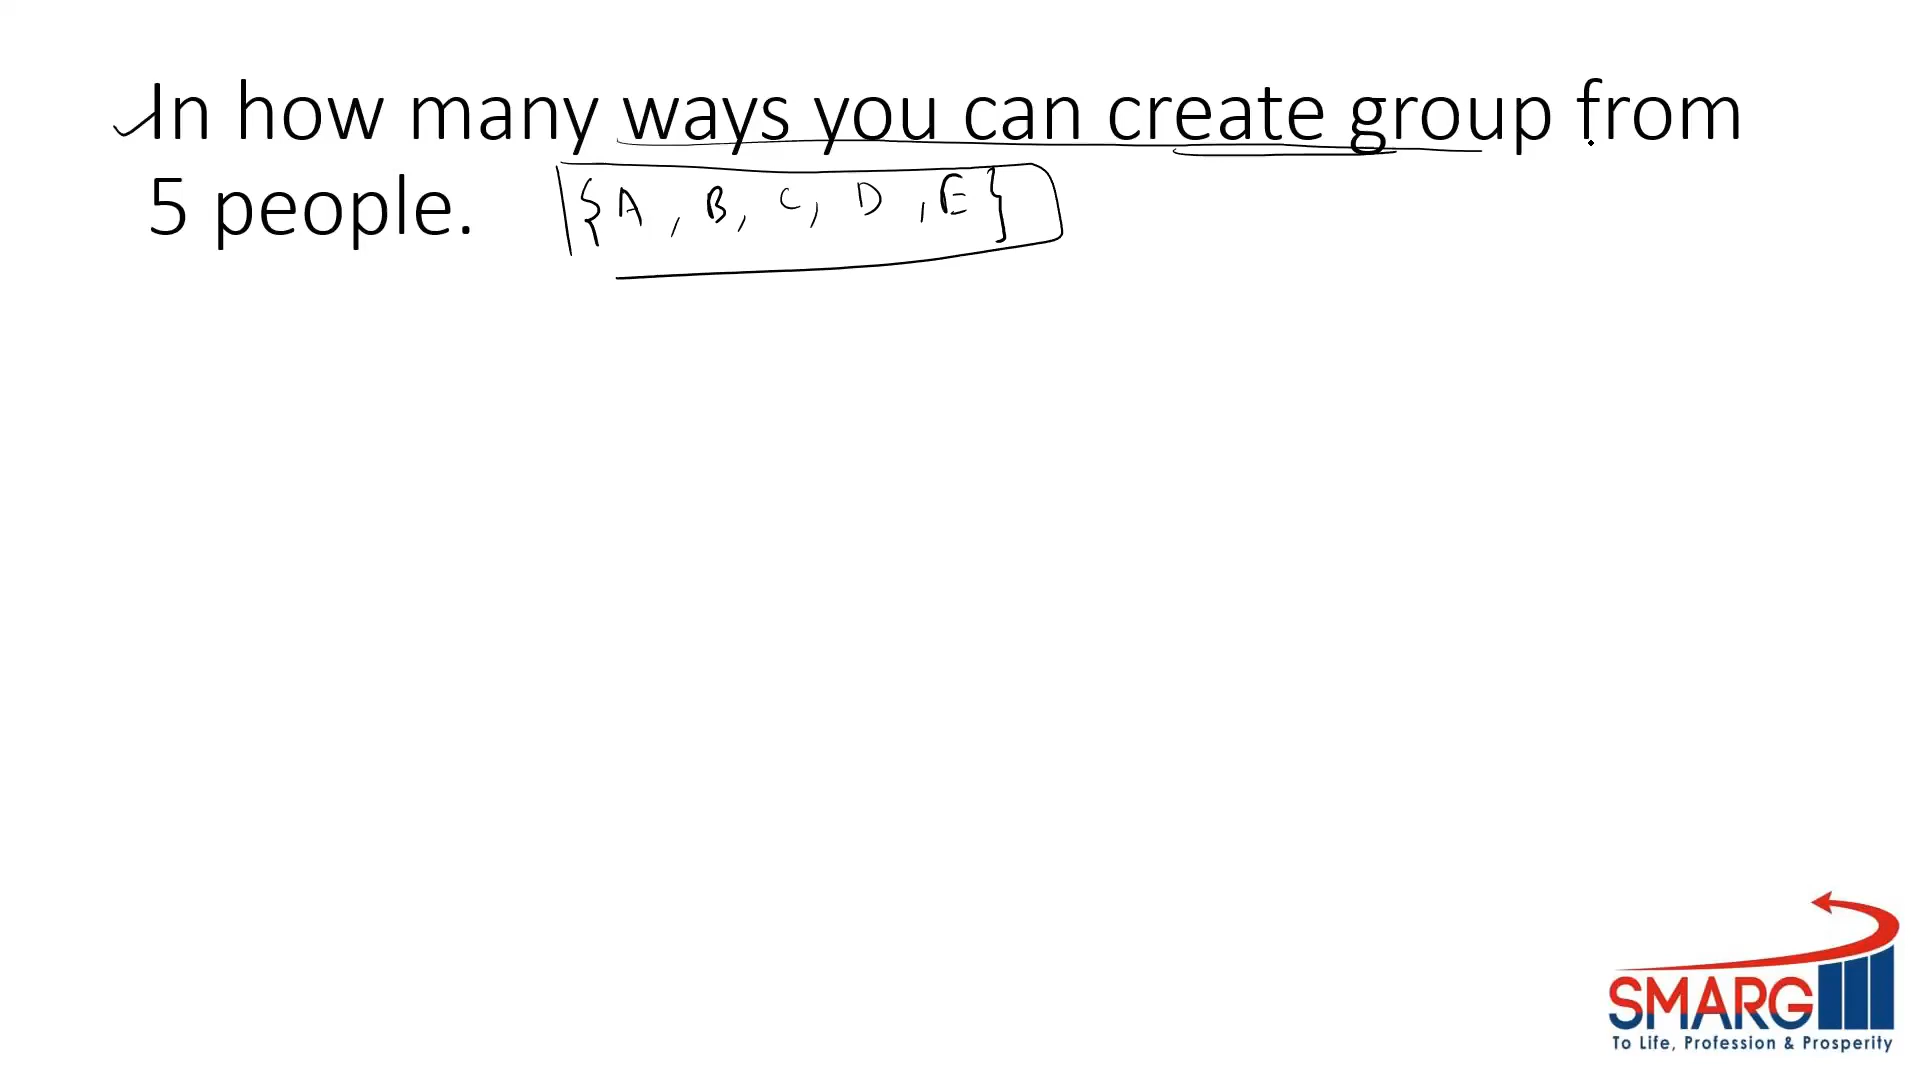 In how many ways you can create group from
5 people. {A, B, C, D, E}
SMARG
To Life, Profession & Prosperity